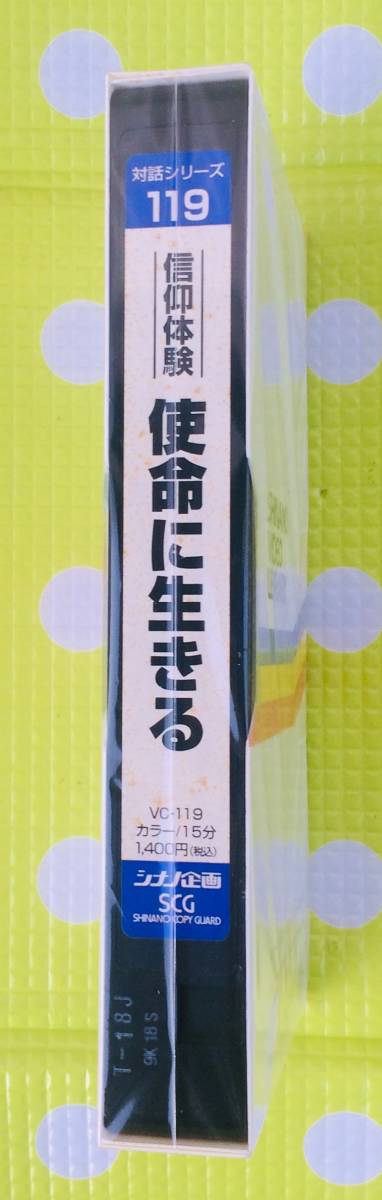 対話シリーズ
119
信仰体験
使命に生きる
VC-119
カラー/15分
1,400円(税込)
シナノ企画
SCG
SHINANO COPY GUARD
T-18J
9K 18 S